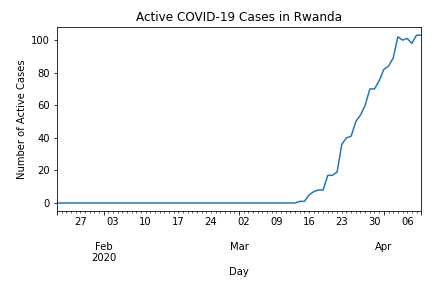 Active COVID-19 Cases in Rwanda
100
80
60
40
20
0
Number of Active Cases
27 03 10 17 24 02 09 16 23 30 06
Feb Mar Apr
2020
Day